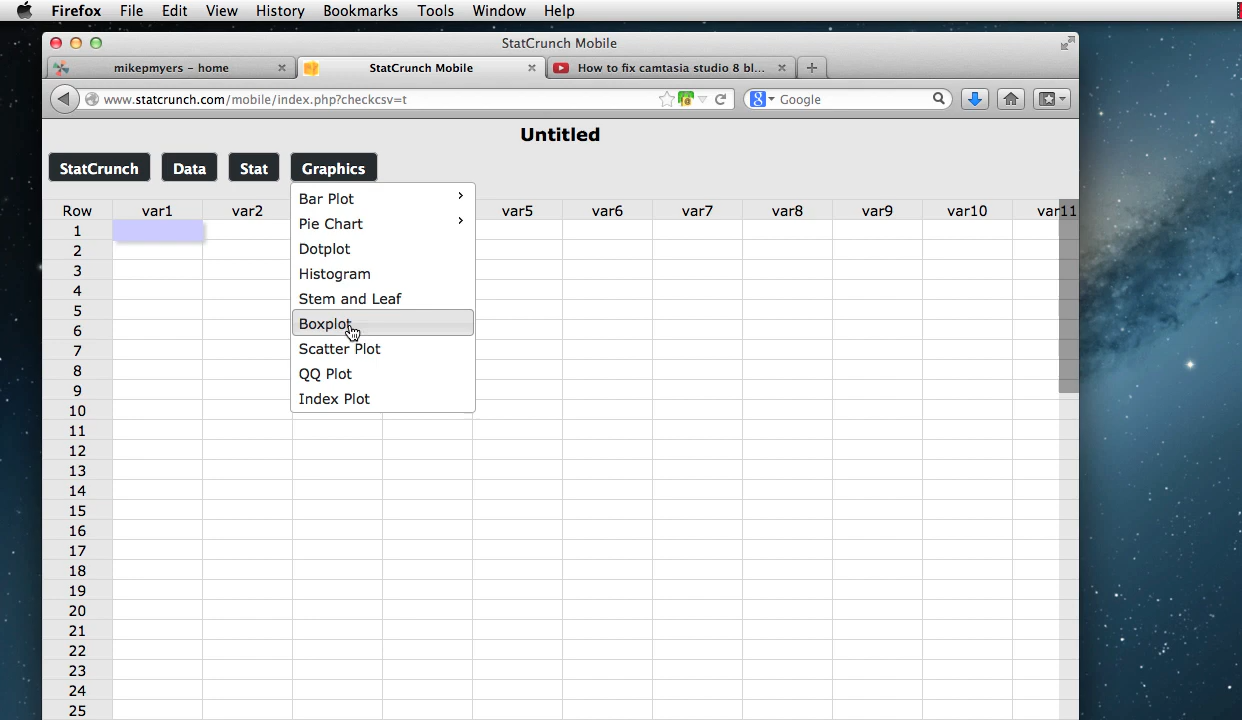 Firefox File Edit View History Bookmarks Tools Window Help
StatCrunch Mobile
mikepmyers – home StatCrunch Mobile How to fix camtasia studio 8 bl...
www.statcrunch.com/mobile/index.php?checkcsv=t Google
Untitled
StatCrunch Data Stat Graphics
Bar Plot
Pie Chart
Dotplot
Histogram
Stem and Leaf
Boxplot
Scatter Plot
QQ Plot
Index Plot
Row var1 var2 var5 var6 var7 var8 var9 var10 var11
1
2
3
4
5
6
7
8
9
10
11
12
13
14
15
16
17
18
19
20
21
22
23
24
25